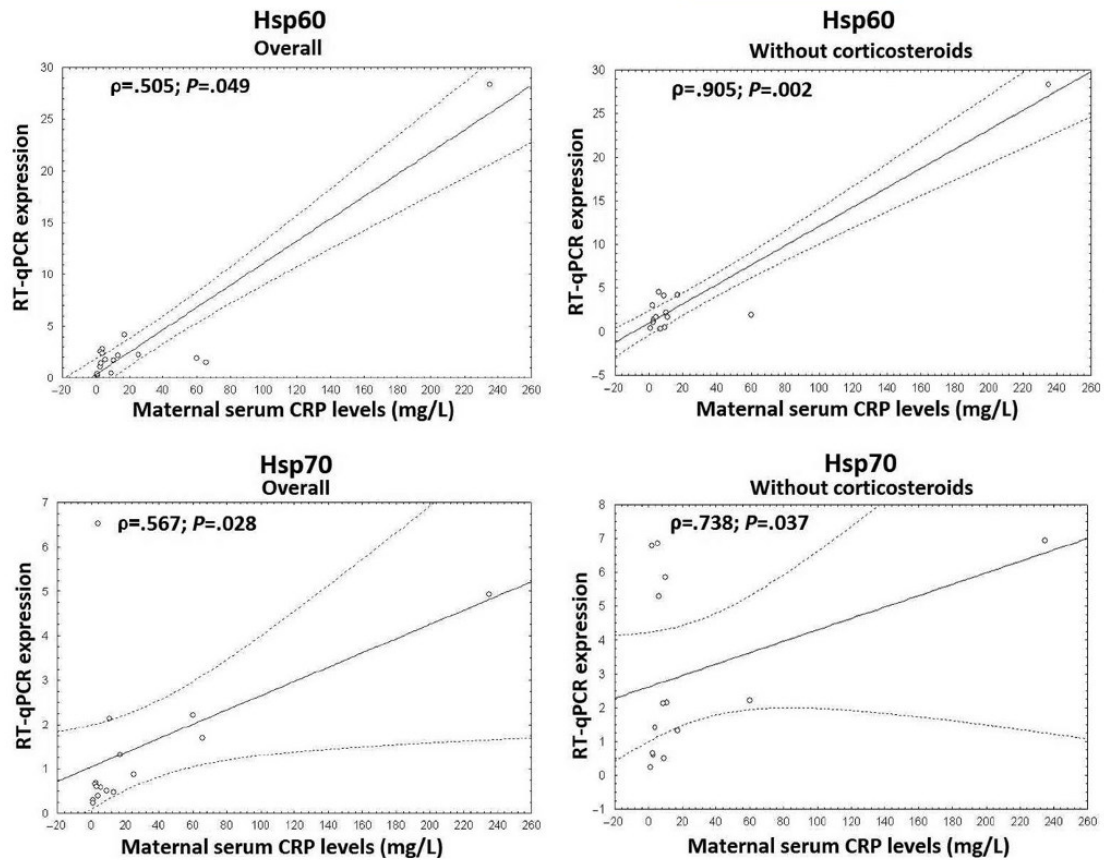 Hsp60
Overall
ρ=.505; P=.049
30
25
20
15
10
5
0
−20 0 20 40 60 80 100 120 140 160 180 200 220 240 260
RT-qPCR expression
Maternal serum CRP levels (mg/L)
Hsp60
Without corticosteroids
ρ=.905; P=.002
30
25
20
15
10
5
0
−5
−20 0 20 40 60 80 100 120 140 160 180 200 220 240 260
RT-qPCR expression
Maternal serum CRP levels (mg/L)
Hsp70
Overall
ρ=.567; P=.028
7
6
5
4
3
2
1
0
−20 0 20 40 60 80 100 120 140 160 180 200 220 240 260
RT-qPCR expression
Maternal serum CRP levels (mg/L)
Hsp70
Without corticosteroids
ρ=.738; P=.037
8
7
6
5
4
3
2
1
0
−1
−20 0 20 40 60 80 100 120 140 160 180 200 220 240 260
RT-qPCR expression
Maternal serum CRP levels (mg/L)